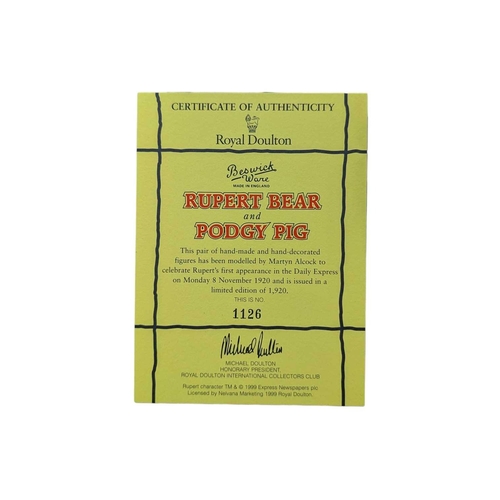 CERTIFICATE OF AUTHENTICITY
Royal Doulton
Beswick
Ware
MADE IN ENGLAND
RUPERT BEAR
and
PODGY PIG
This pair of hand-made and hand-decorated
figures has been modelled by Martyn Alcock to
celebrate Rupert's first appearance in the Daily Express
on Monday 8 November 1920 and is issued in a
limited edition of 1,920.
THIS IS NO.
1126
Michael Doulton
MICHAEL DOULTON
HONORARY PRESIDENT
ROYAL DOULTON INTERNATIONAL COLLECTORS CLUB
Rupert character TM & © 1999 Express Newspapers plc
Licensed by Nelvana Marketing 1999 Royal Doulton.